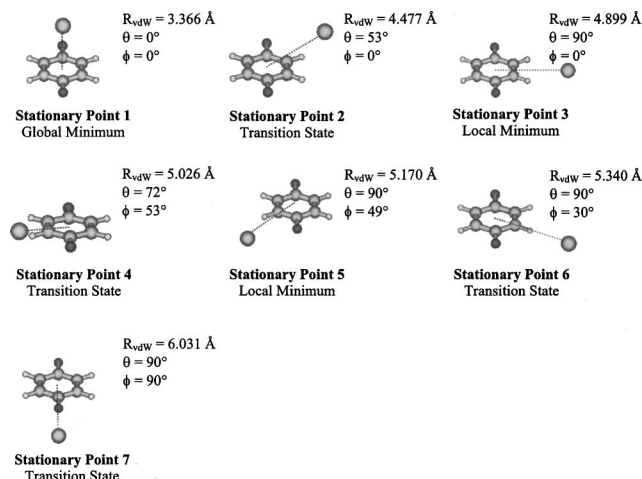 R_vdW = 3.366 Å
θ = 0°
ϕ = 0°
Stationary Point 1
Global Minimum
R_vdW = 4.477 Å
θ = 53°
ϕ = 0°
Stationary Point 2
Transition State
R_vdW = 4.899 Å
θ = 90°
ϕ = 0°
Stationary Point 3
Local Minimum
R_vdW = 5.026 Å
θ = 72°
ϕ = 53°
Stationary Point 4
Transition State
R_vdW = 5.170 Å
θ = 90°
ϕ = 49°
Stationary Point 5
Local Minimum
R_vdW = 5.340 Å
θ = 90°
ϕ = 30°
Stationary Point 6
Transition State
R_vdW = 6.031 Å
θ = 90°
ϕ = 90°
Stationary Point 7
Transition State